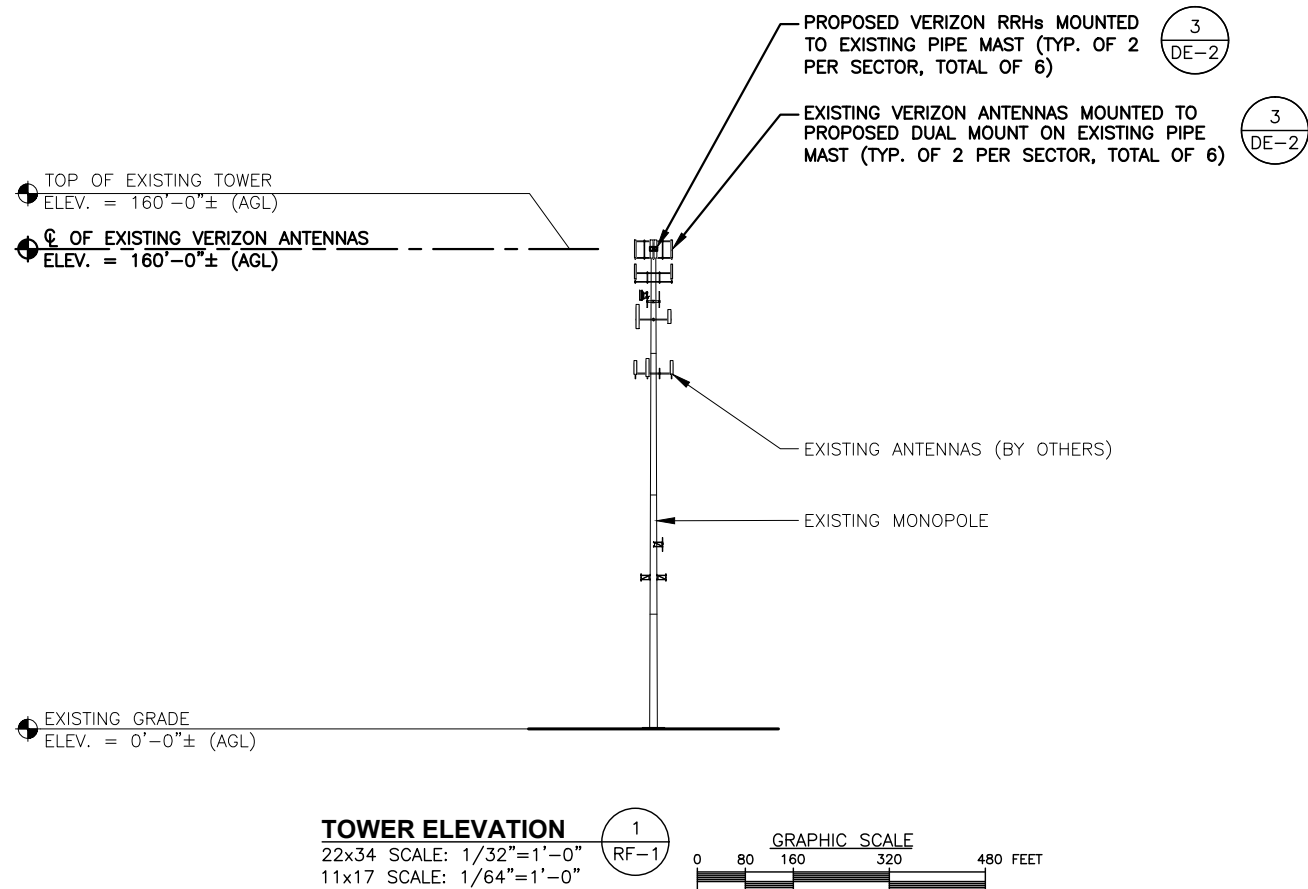 PROPOSED VERIZON RRHs MOUNTED
TO EXISTING PIPE MAST (TYP. OF 2
PER SECTOR, TOTAL OF 6)
3
DE-2
EXISTING VERIZON ANTENNAS MOUNTED TO
PROPOSED DUAL MOUNT ON EXISTING PIPE
MAST (TYP. OF 2 PER SECTOR, TOTAL OF 6)
3
DE-2
TOP OF EXISTING TOWER
ELEV. = 160'-0"± (AGL)
℄ OF EXISTING VERIZON ANTENNAS
ELEV. = 160'-0"± (AGL)
EXISTING ANTENNAS (BY OTHERS)
EXISTING MONOPOLE
EXISTING GRADE
ELEV. = 0'-0"± (AGL)
TOWER ELEVATION
22x34 SCALE: 1/32"=1'-0"
11x17 SCALE: 1/64"=1'-0"
1
RF-1
GRAPHIC SCALE
0 80 160 320 480 FEET